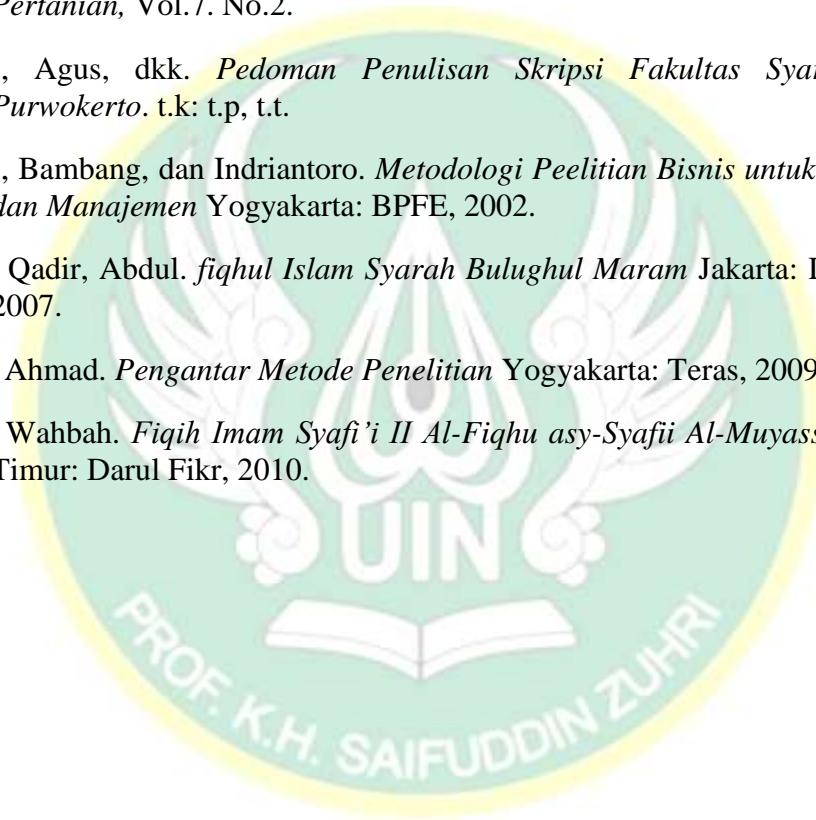 Pertanian, Vol.7. No.2.
, Agus, dkk. Pedoman Penulisan Skripsi Fakultas
Purwokerto. t.k: t.p, t.t.
, Bambang, dan Indriantoro. Metodologi Peelitian Bisnis untuk
dan Manajemen Yogyakarta: BPFE, 2002.
Qadir, Abdul. fiqhul Islam Syarah Bulughul Maram Jakarta:
2007.
Ahmad. Pengantar Metode Penelitian Yogyakarta: Teras, 2009
Wahbah. Fiqih Imam Syafi’i II Al-Fiqhu asy-Syafii
Timur: Darul Fikr, 2010.
UIN
PROF. K.H. SAIFUDDIN ZUHRI